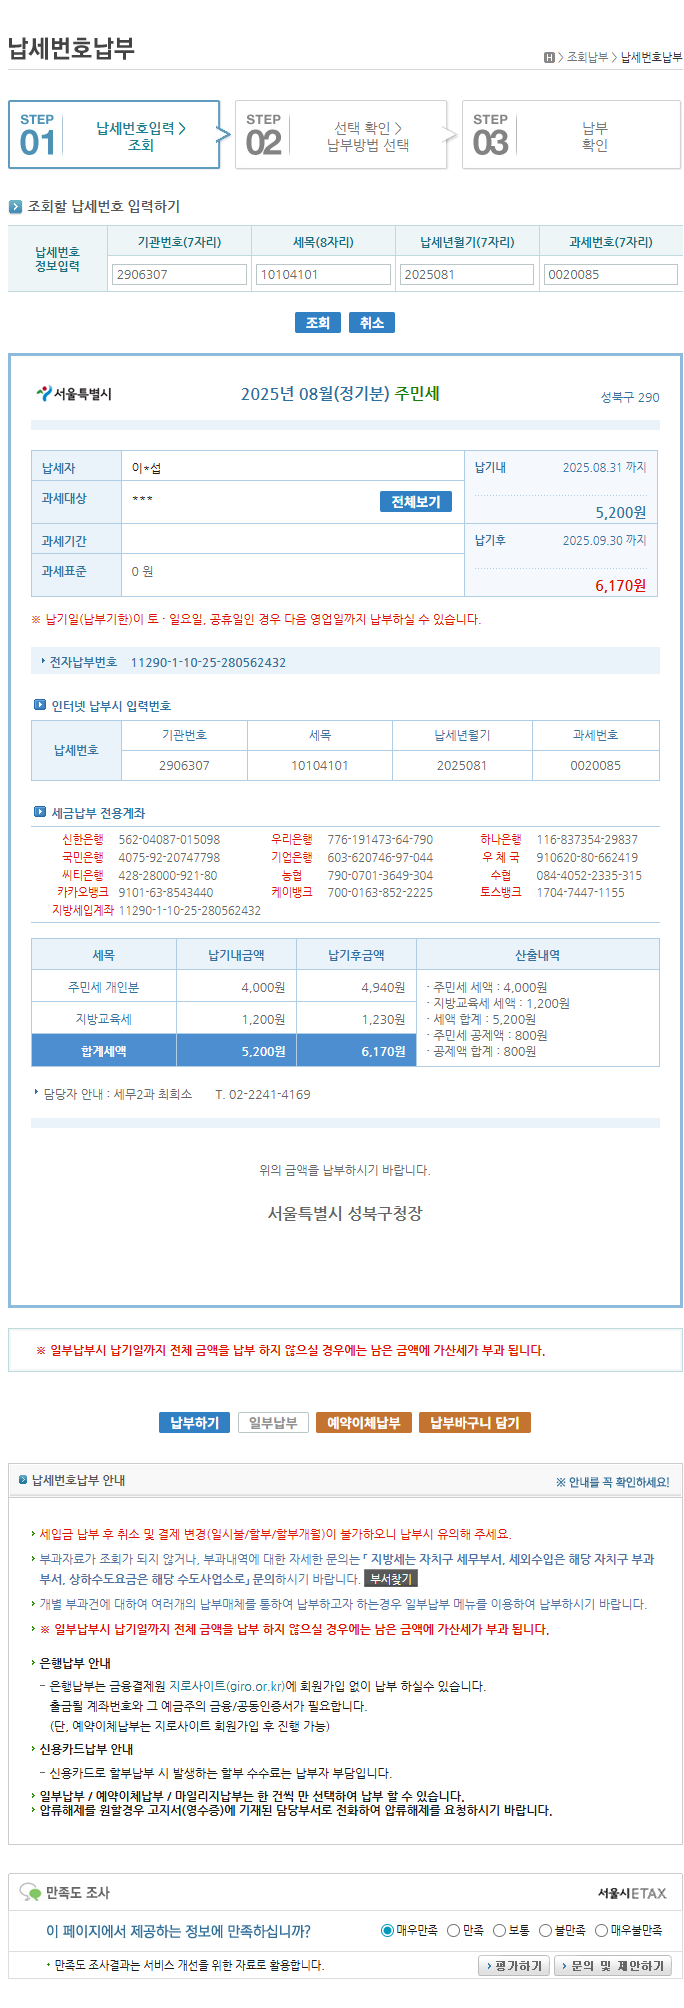 납세번호납부
H > 조회납부 > 납세번호납부
STEP 01 납세번호입력 > 조회
STEP 02 선택 확인 > 납부방법 선택
STEP 03 납부 확인
조회할 납세번호 입력하기
납세번호 정보입력
기관번호(7자리) 세목(8자리) 납세년월기(7자리) 과세번호(7자리)
2906307 10104101 2025081 0020085
조회 취소
서울특별시 2025년 08월(정기분) 주민세 성북구 290
납세자 이*섭 납기내 2025.08.31 까지
과세대상 *** 전체보기 5,200원
과세기간 납기후 2025.09.30 까지
과세표준 0 원 6,170원
※ 납기일(납부기한)이 토 · 일요일, 공휴일인 경우 다음 영업일까지 납부하실 수 있습니다.
전자납부번호 11290-1-10-25-280562432
인터넷 납부시 입력번호
납세번호 기관번호 세목 납세년월기 과세번호
2906307 10104101 2025081 0020085
세금납부 전용계좌
신한은행 562-04087-015098 우리은행 776-191473-64-790 하나은행 116-837354-29837
국민은행 4075-92-20747798 기업은행 603-620746-97-044 우 체 국 910620-80-662419
씨티은행 428-28000-921-80 농협 790-0701-3649-304 수협 084-4052-2335-315
카카오뱅크 9101-63-8543440 케이뱅크 700-0163-852-2225 토스뱅크 1704-7447-1155
지방세입계좌 11290-1-10-25-280562432
세목 납기내금액 납기후금액 산출내역
주민세 개인분 4,000원 4,940원
지방교육세 1,200원 1,230원
합계세액 5,200원 6,170원
· 주민세 세액 : 4,000원
· 지방교육세 세액 : 1,200원
· 세액 합계 : 5,200원
· 주민세 공제액 : 800원
· 공제액 합계 : 800원
담당자 안내 : 세무2과 최희소 T. 02-2241-4169
위의 금액을 납부하시기 바랍니다.
서울특별시 성북구청장
※ 일부납부시 납기일까지 전체 금액을 납부 하지 않으실 경우에는 남은 금액에 가산세가 부과 됩니다.
납부하기 일부납부 예약이체납부 납부바구니 담기
납세번호납부 안내 ※ 안내를 꼭 확인하세요!
세입금 납부 후 취소 및 결제 변경(일시불/할부/할부개월)이 불가하오니 납부시 유의해 주세요.
부과자료가 조회가 되지 않거나, 부과내역에 대한 자세한 문의는 「 지방세는 자치구 세무부서, 세외수입은 해당 자치구 부과
부서, 상하수도요금은 해당 수도사업소로」 문의하시기 바랍니다. 부서찾기
개별 부과건에 대하여 여러개의 납부매체를 통하여 납부하고자 하는경우 일부납부 메뉴를 이용하여 납부하시기 바랍니다.
※ 일부납부시 납기일까지 전체 금액을 납부 하지 않으실 경우에는 남은 금액에 가산세가 부과 됩니다.
은행납부 안내
- 은행납부는 금융결제원 지로사이트(giro.or.kr)에 회원가입 없이 납부 하실수 있습니다.
출금될 계좌번호와 그 예금주의 금융/공동인증서가 필요합니다.
(단, 예약이체납부는 지로사이트 회원가입 후 진행 가능)
신용카드납부 안내
- 신용카드로 할부납부 시 발생하는 할부 수수료는 납부자 부담입니다.
일부납부 / 예약이체납부 / 마일리지납부는 한 건씩 만 선택하여 납부 할 수 있습니다.
압류해제를 원할경우 고지서(영수증)에 기재된 담당부서로 전화하여 압류해제를 요청하시기 바랍니다.
만족도 조사 서울시ETAX
이 페이지에서 제공하는 정보에 만족하십니까? 매우만족 만족 보통 불만족 매우불만족
만족도 조사결과는 서비스 개선을 위한 자료로 활용합니다. 평가하기 문의 및 제안하기